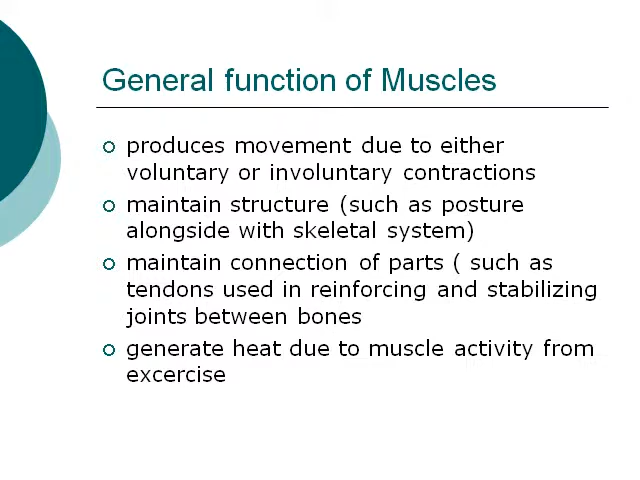 General function of Muscles
produces movement due to either
voluntary or involuntary contractions
maintain structure (such as posture
alongside with skeletal system)
maintain connection of parts ( such as
tendons used in reinforcing and stabilizing
joints between bones
generate heat due to muscle activity from
excercise